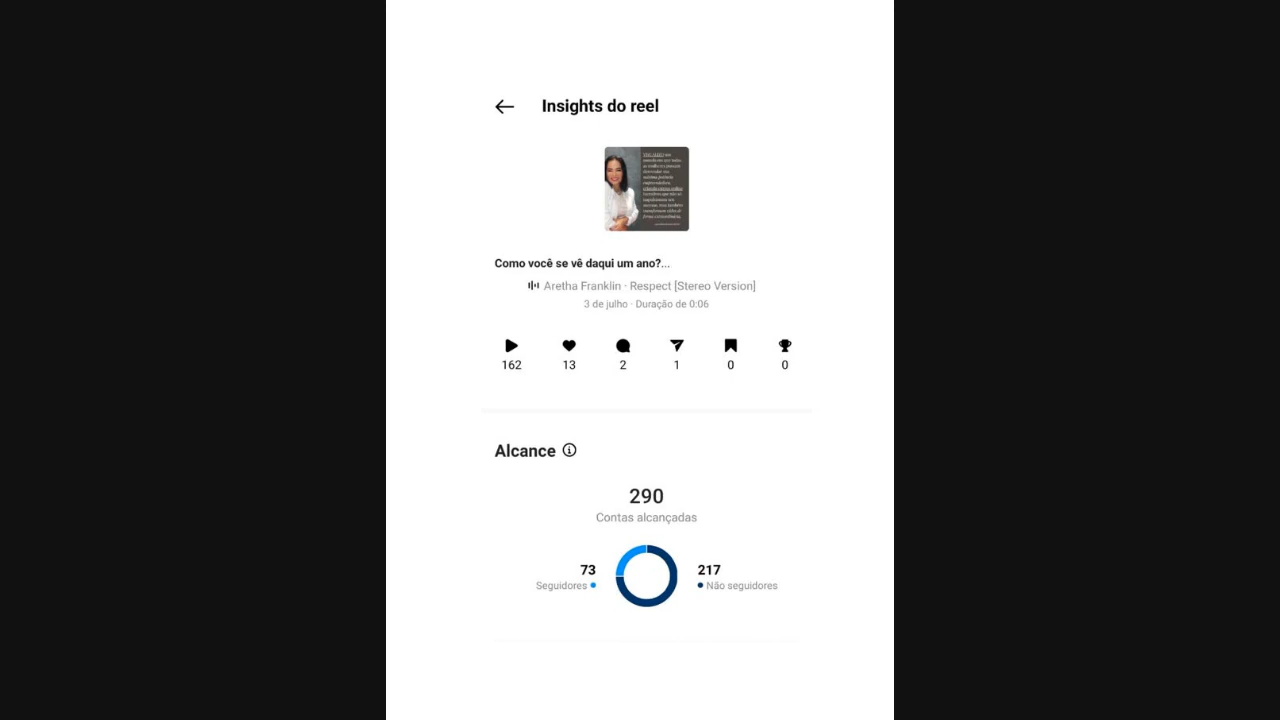 Insights do reel
Como você se vê daqui um ano?...
Aretha Franklin · Respect [Stereo Version]
3 de julho · Duração de 0:06
162 13 2 1 0 0
Alcance
290
Contas alcançadas
73 217
Seguidores Não seguidores